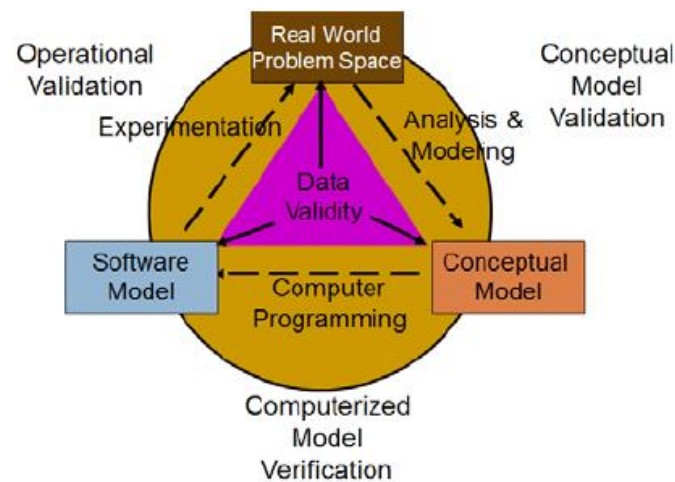 Real World
Problem Space
Operational
Validation
Conceptual
Model
Validation
Experimentation
Analysis &
Modeling
Data
Validity
Software
Model
Conceptual
Model
Computer
Programming
Computerized
Model
Verification